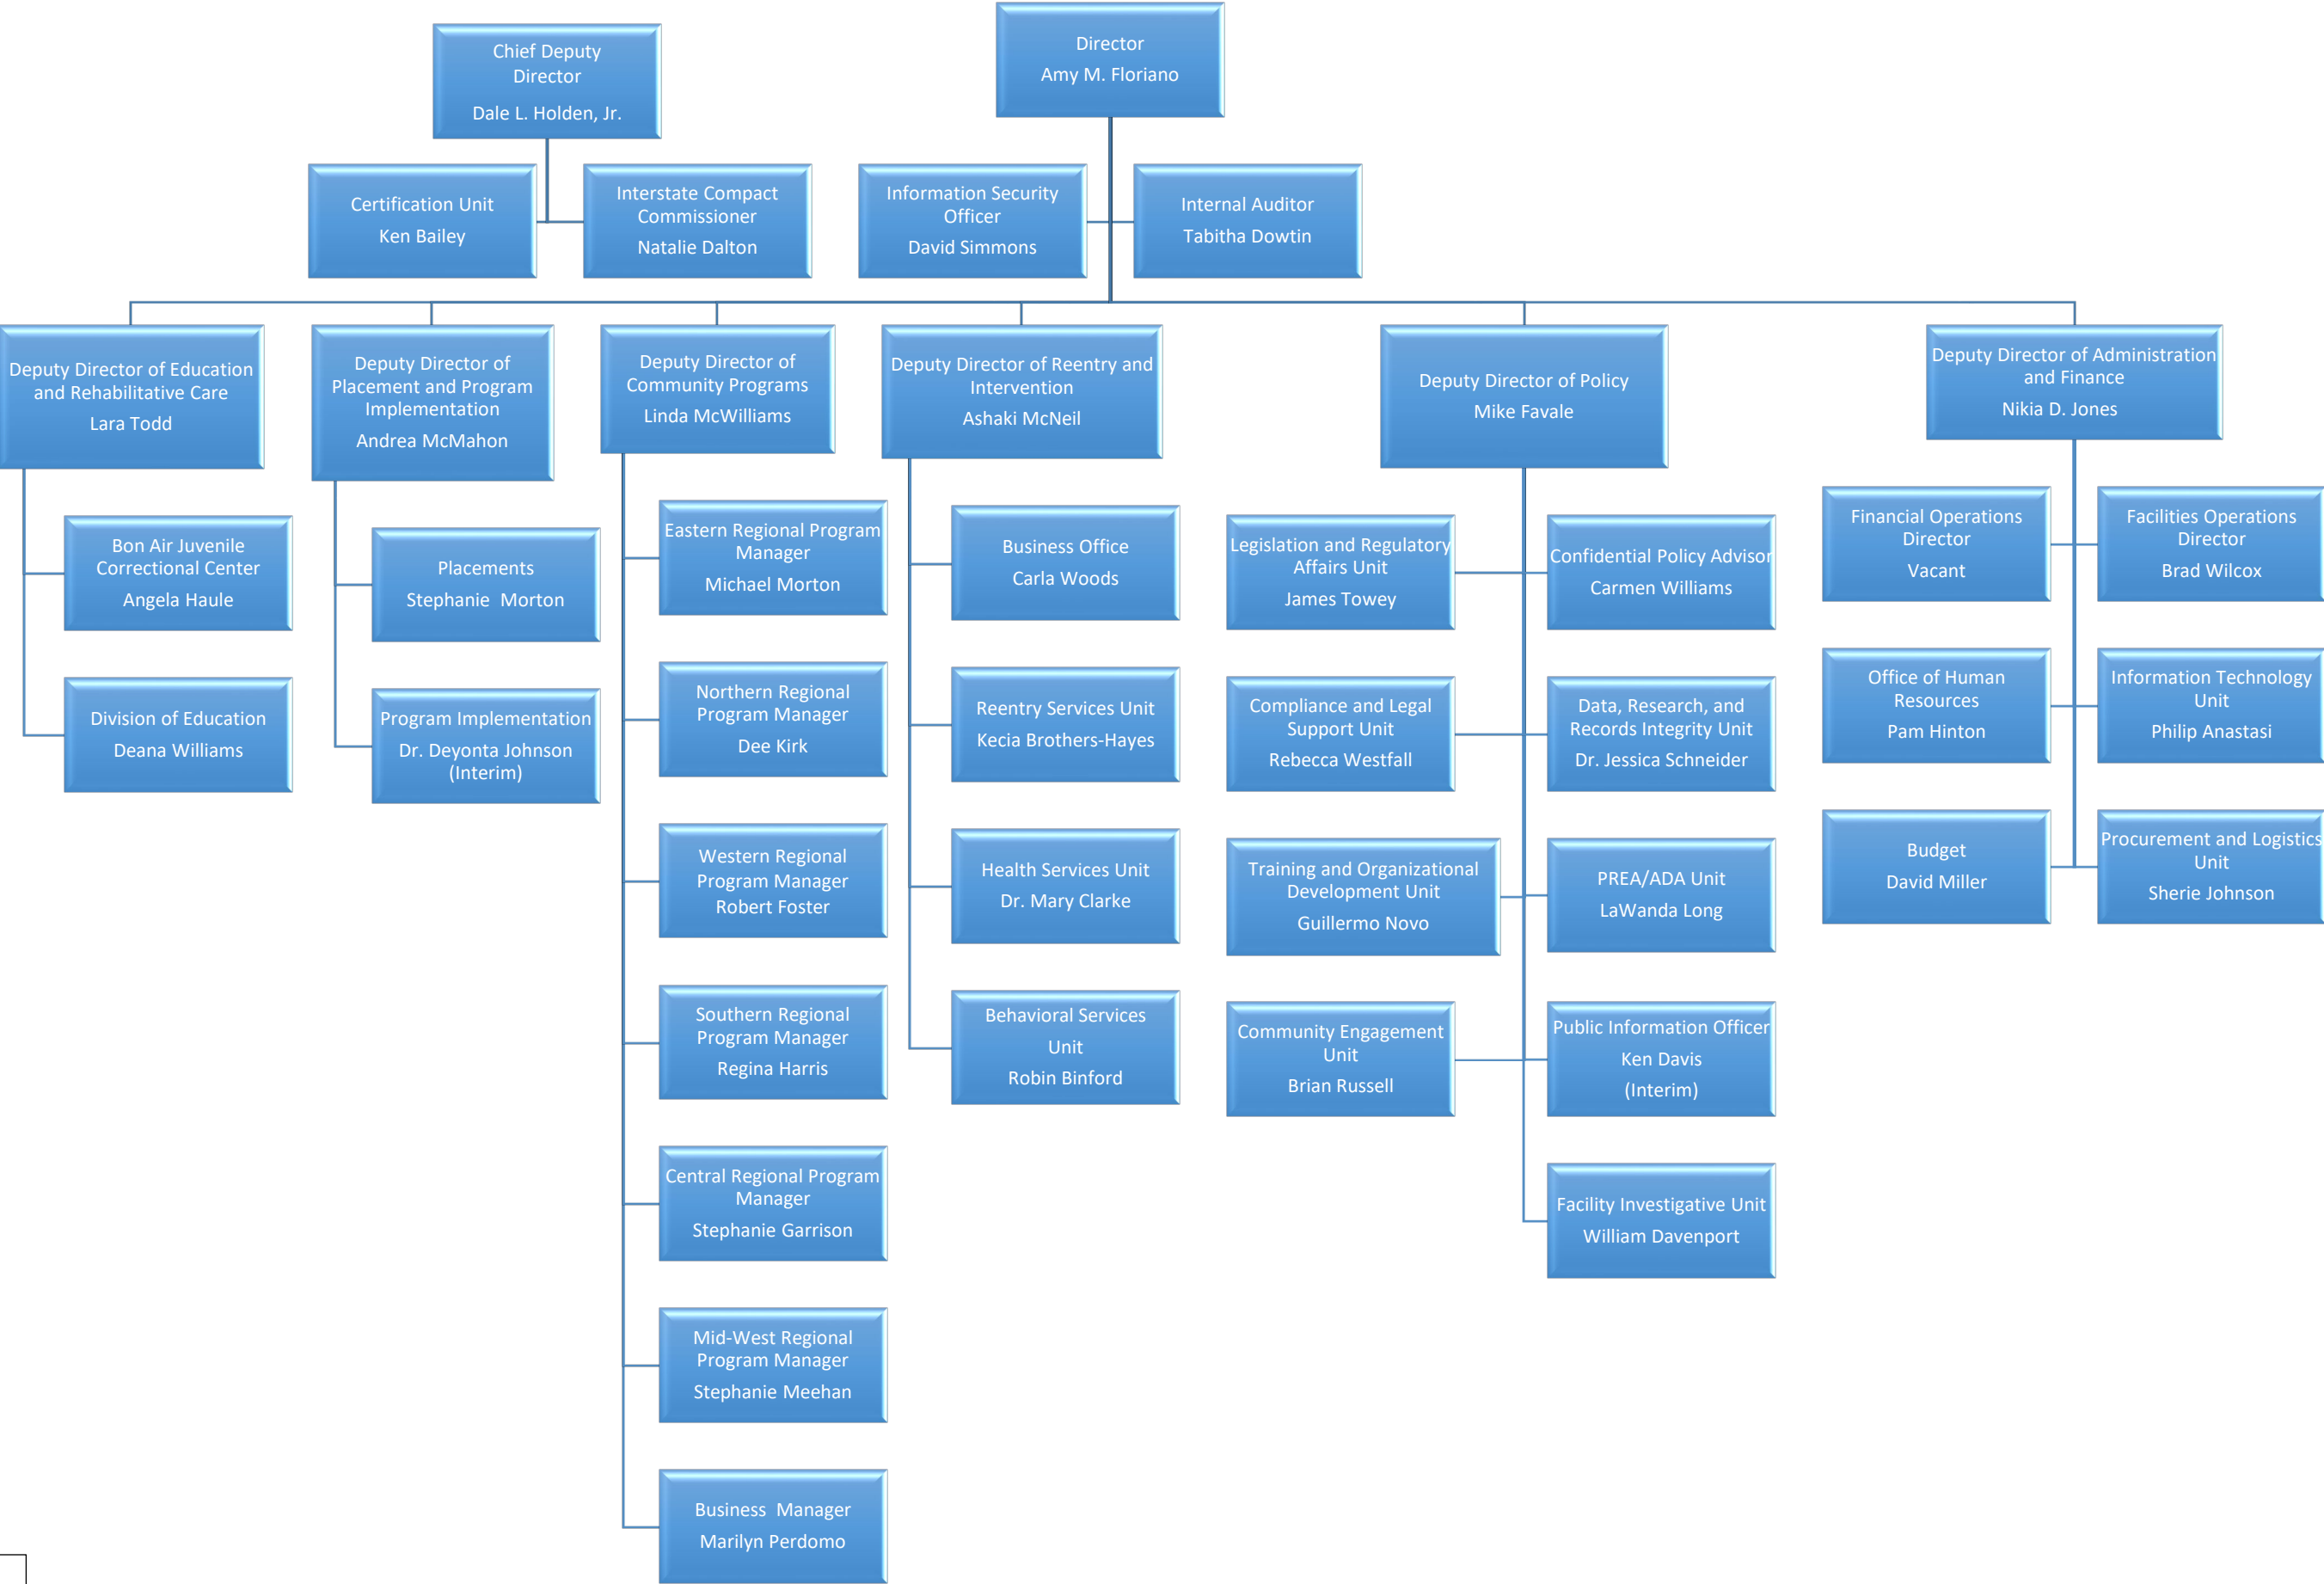 Chief Deputy
Director
Dale L. Holden, Jr.
Director
Amy M. Floriano
Certification Unit
Ken Bailey
Interstate Compact
Commissioner
Natalie Dalton
Information Security
Officer
David Simmons
Internal Auditor
Tabitha Dowtin
Deputy Director of Education
and Rehabilitative Care
Lara Todd
Deputy Director of
Placement and Program
Implementation
Andrea McMahon
Deputy Director of
Community Programs
Linda McWilliams
Deputy Director of Reentry and
Intervention
Ashaki McNeil
Deputy Director of Policy
Mike Favale
Deputy Director of Administration
and Finance
Nikia D. Jones
Bon Air Juvenile
Correctional Center
Angela Haule
Division of Education
Deana Williams
Placements
Stephanie  Morton
Program Implementation
Dr. Deyonta Johnson
(Interim)
Eastern Regional Program
Manager
Michael Morton
Northern Regional
Program Manager
Dee Kirk
Western Regional
Program Manager
Robert Foster
Southern Regional
Program Manager
Regina Harris
Central Regional Program
Manager
Stephanie Garrison
Mid-West Regional
Program Manager
Stephanie Meehan
Business  Manager
Marilyn Perdomo
Business Office
Carla Woods
Reentry Services Unit
Kecia Brothers-Hayes
Health Services Unit
Dr. Mary Clarke
Behavioral Services
Unit
Robin Binford
Legislation and Regulatory
Affairs Unit
James Towey
Confidential Policy Advisor
Carmen Williams
Compliance and Legal
Support Unit
Rebecca Westfall
Data, Research, and
Records Integrity Unit
Dr. Jessica Schneider
Training and Organizational
Development Unit
Guillermo Novo
PREA/ADA Unit
LaWanda Long
Community Engagement
Unit
Brian Russell
Public Information Officer
Ken Davis
(Interim)
Facility Investigative Unit
William Davenport
Financial Operations
Director
Vacant
Facilities Operations
Director
Brad Wilcox
Office of Human
Resources
Pam Hinton
Information Technology
Unit
Philip Anastasi
Budget
David Miller
Procurement and Logistics
Unit
Sherie Johnson